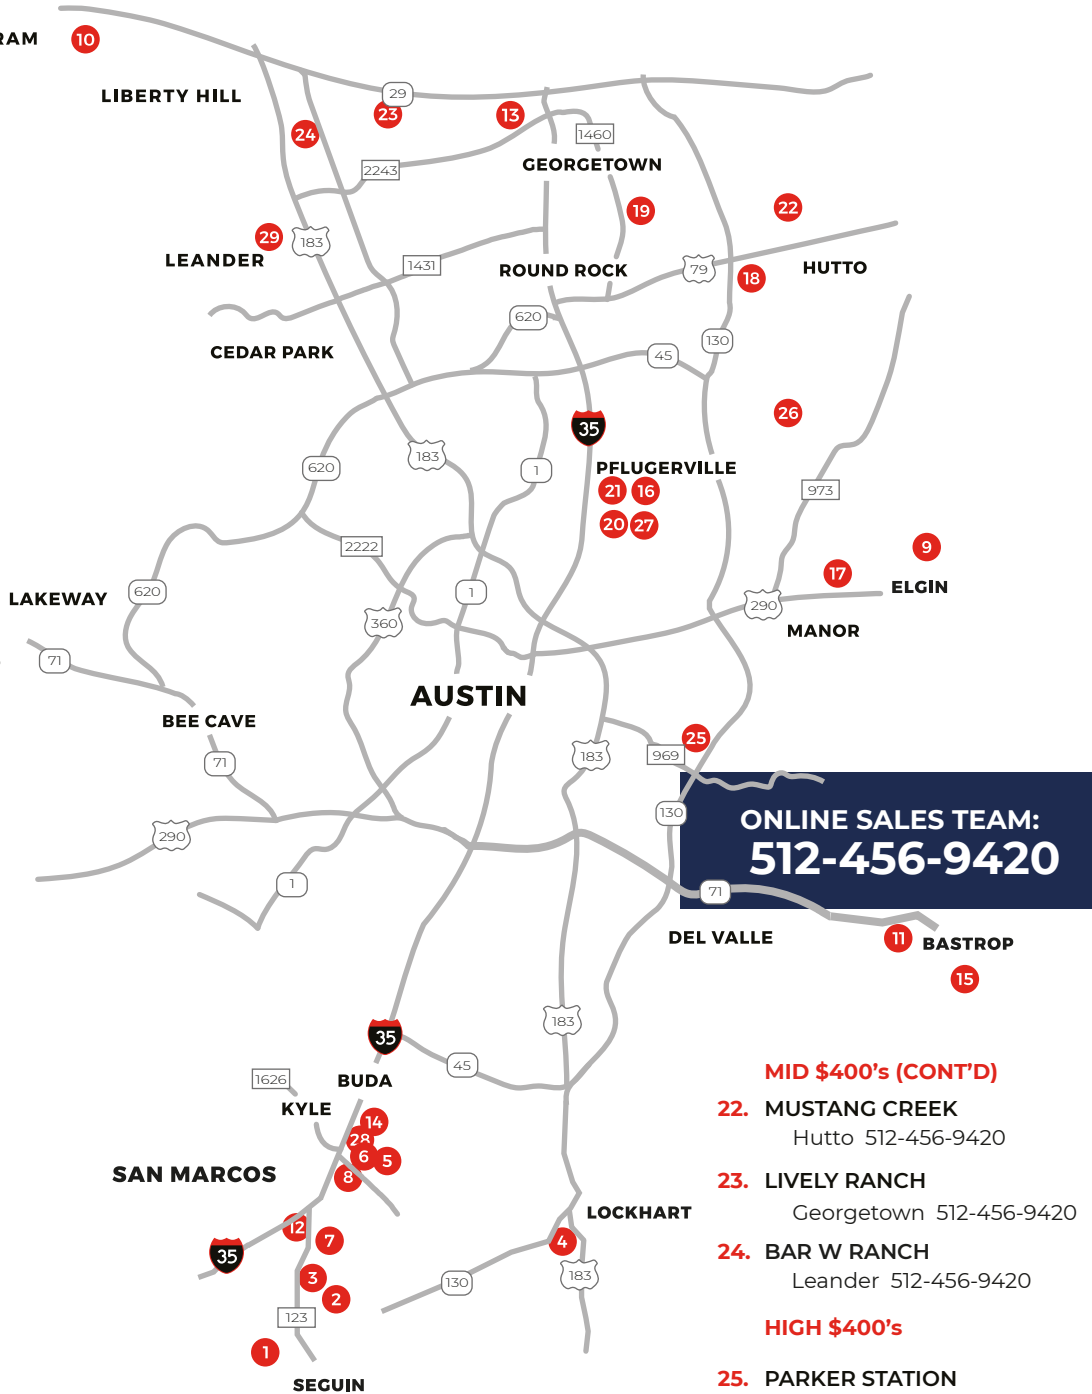 RAM
10
LIBERTY HILL
29
23
13
24
1460
2243
GEORGETOWN
19
22
29
183
LEANDER
1431
ROUND ROCK
79
18
HUTTO
620
130
45
CEDAR PARK
26
35
183
620
1
PFLUGERVILLE
21
16
973
20
27
2222
9
17
ELGIN
620
LAKEWAY
1
290
360
MANOR
71
AUSTIN
BEE CAVE
25
183
969
71
130
ONLINE SALES TEAM:
512-456-9420
290
1
71
DEL VALLE
11
BASTROP
15
183
35
45
1626
BUDA
KYLE
14
28
6
5
8
SAN MARCOS
12
7
35
3
2
123
1
SEGUIN
LOCKHART
4
183
130
MID $400's (CONT'D)
22. MUSTANG CREEK
Hutto 512-456-9420
23. LIVELY RANCH
Georgetown 512-456-9420
24. BAR W RANCH
Leander 512-456-9420
HIGH $400's
25. PARKER STATION